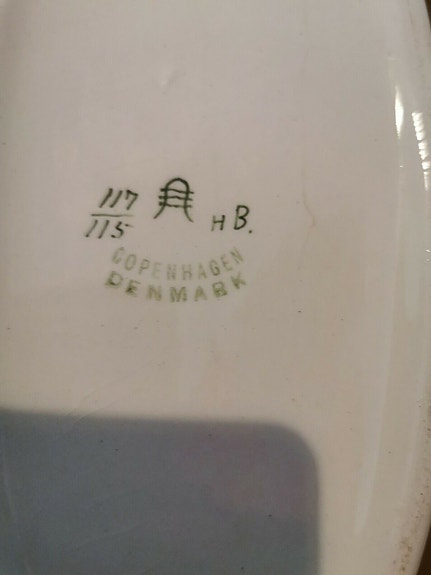 117 HB.
115
COPENHAGEN
DENMARK